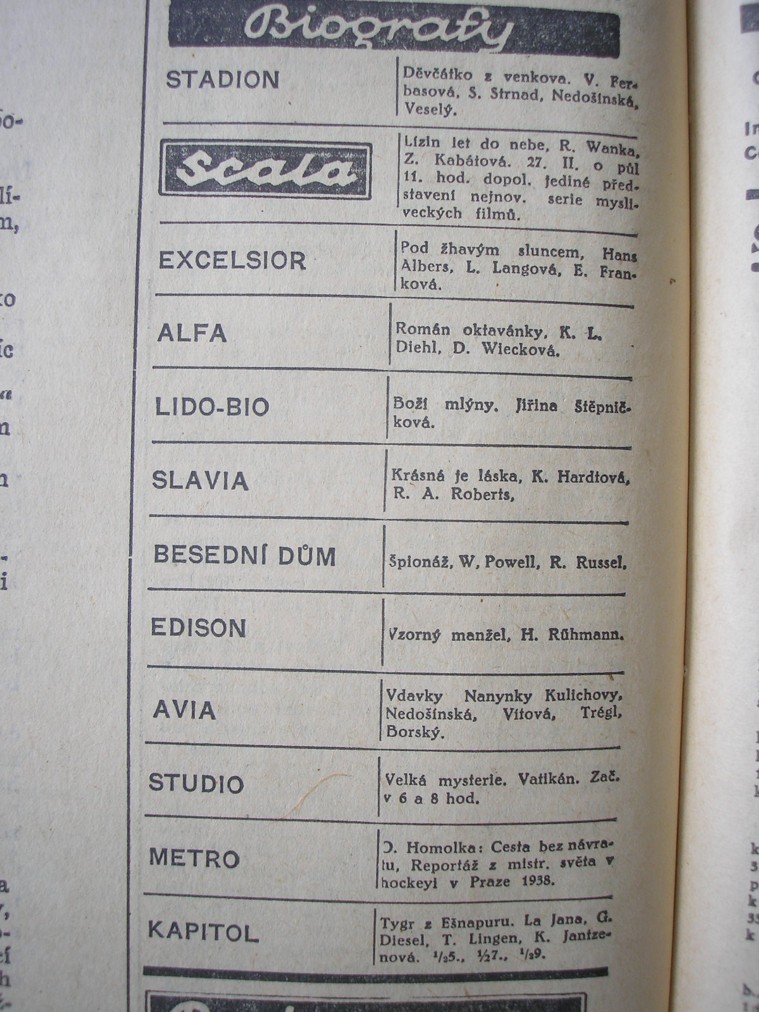 Biografy
STADION
Děvčátko z venkova. V. Fer-
basová, S. Strnad, Nedošinská,
Veselý.
Scala
Lízin let do nebe, R. Wanka,
Z. Kabátová. 27. II. o půl
11. hod. dopol. jediné před-
stavení nejnov. serie mysli-
veckých filmů.
EXCELSIOR
Pod žhavým sluncem, Hans
Albers, L. Langová, E. Fran-
ková.
ALFA
Román oktavánky, K. L.
Diehl, D. Wiecková.
LIDO-BIO
Boží mlýny. Jiřina Štěpnič-
ková.
SLAVIA
Krásná je láska, K. Hardtová,
R. A. Roberts,
BESEDNÍ DŮM
Špionáž, W, Powell, R. Russel,
EDISON
Vzorný manžel, H. Rühmann.
AVIA
Vdavky Nanynky Kulichovy,
Nedošinská, Vítová, Trégl,
Borský.
STUDIO
Velká mysterie. Vatikán. Zač.
v 6 a 8 hod.
METRO
O. Homolka: Cesta bez návra-
tu, Reportáž z mistr. světa v
hockeyi v Praze 1938.
KAPITOL
Tygr z Ešnapuru. La Jana, G.
Diesel, T. Lingen, K. Jantze-
nová. ½5., ½7., ½9.